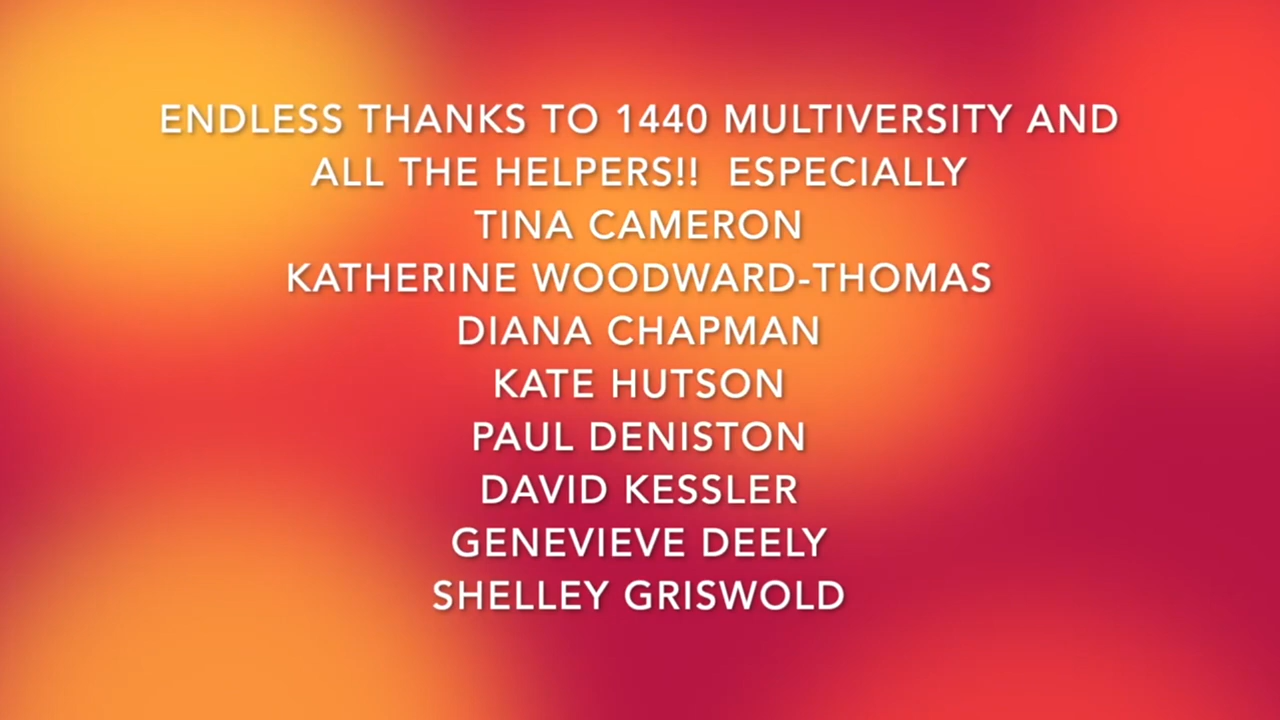 ENDLESS THANKS TO 1440 MULTIVERSITY AND
ALL THE HELPERS!!  ESPECIALLY
TINA CAMERON
KATHERINE WOODWARD-THOMAS
DIANA CHAPMAN
KATE HUTSON
PAUL DENISTON
DAVID KESSLER
GENEVIEVE DEELY
SHELLEY GRISWOLD